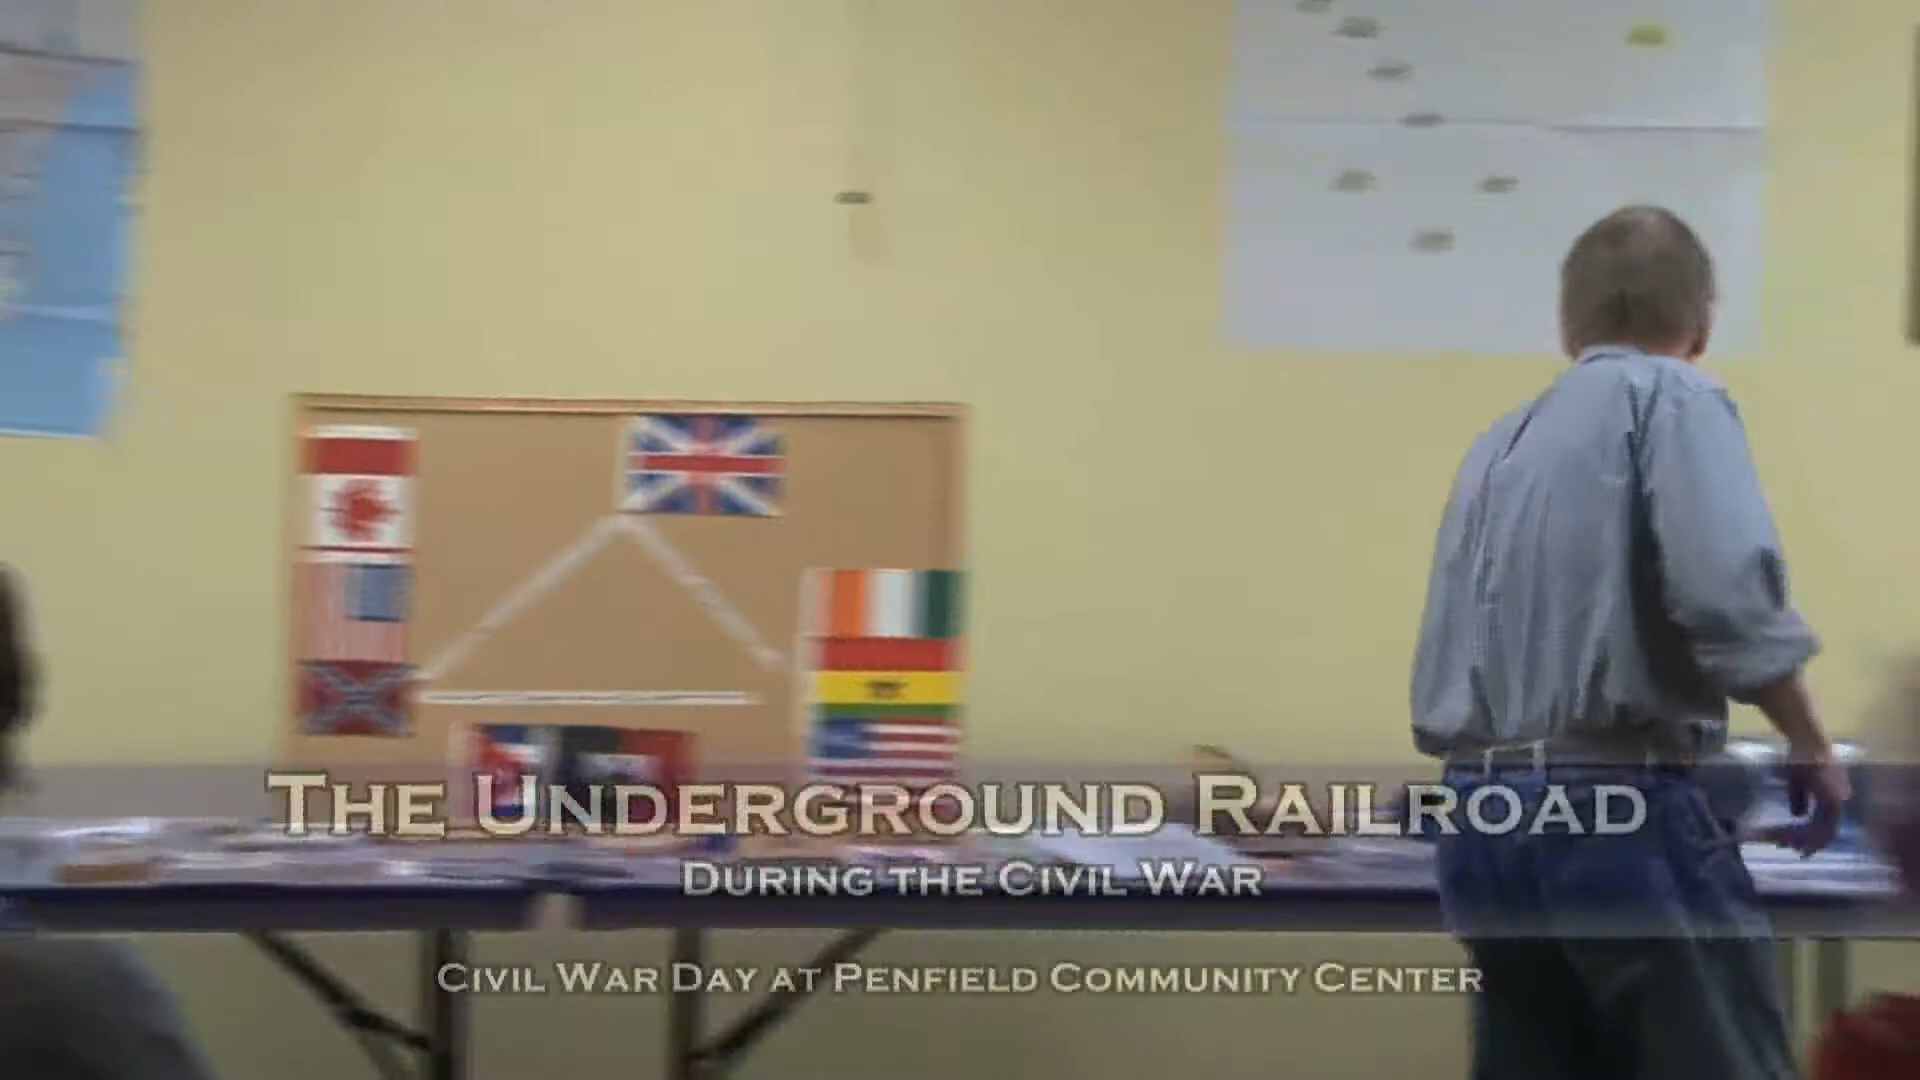 THE UNDERGROUND RAILROAD
DURING THE CIVIL WAR
CIVIL WAR DAY AT PENFIELD COMMUNITY CENTER